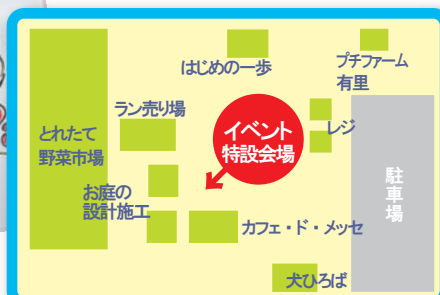 はじめの一歩
プチファーム
有里
ラン売り場
イベント
特設会場
レジ
とれたて
野菜市場
駐車場
お庭の
設計施工
カフェ・ド・メッセ
犬ひろば